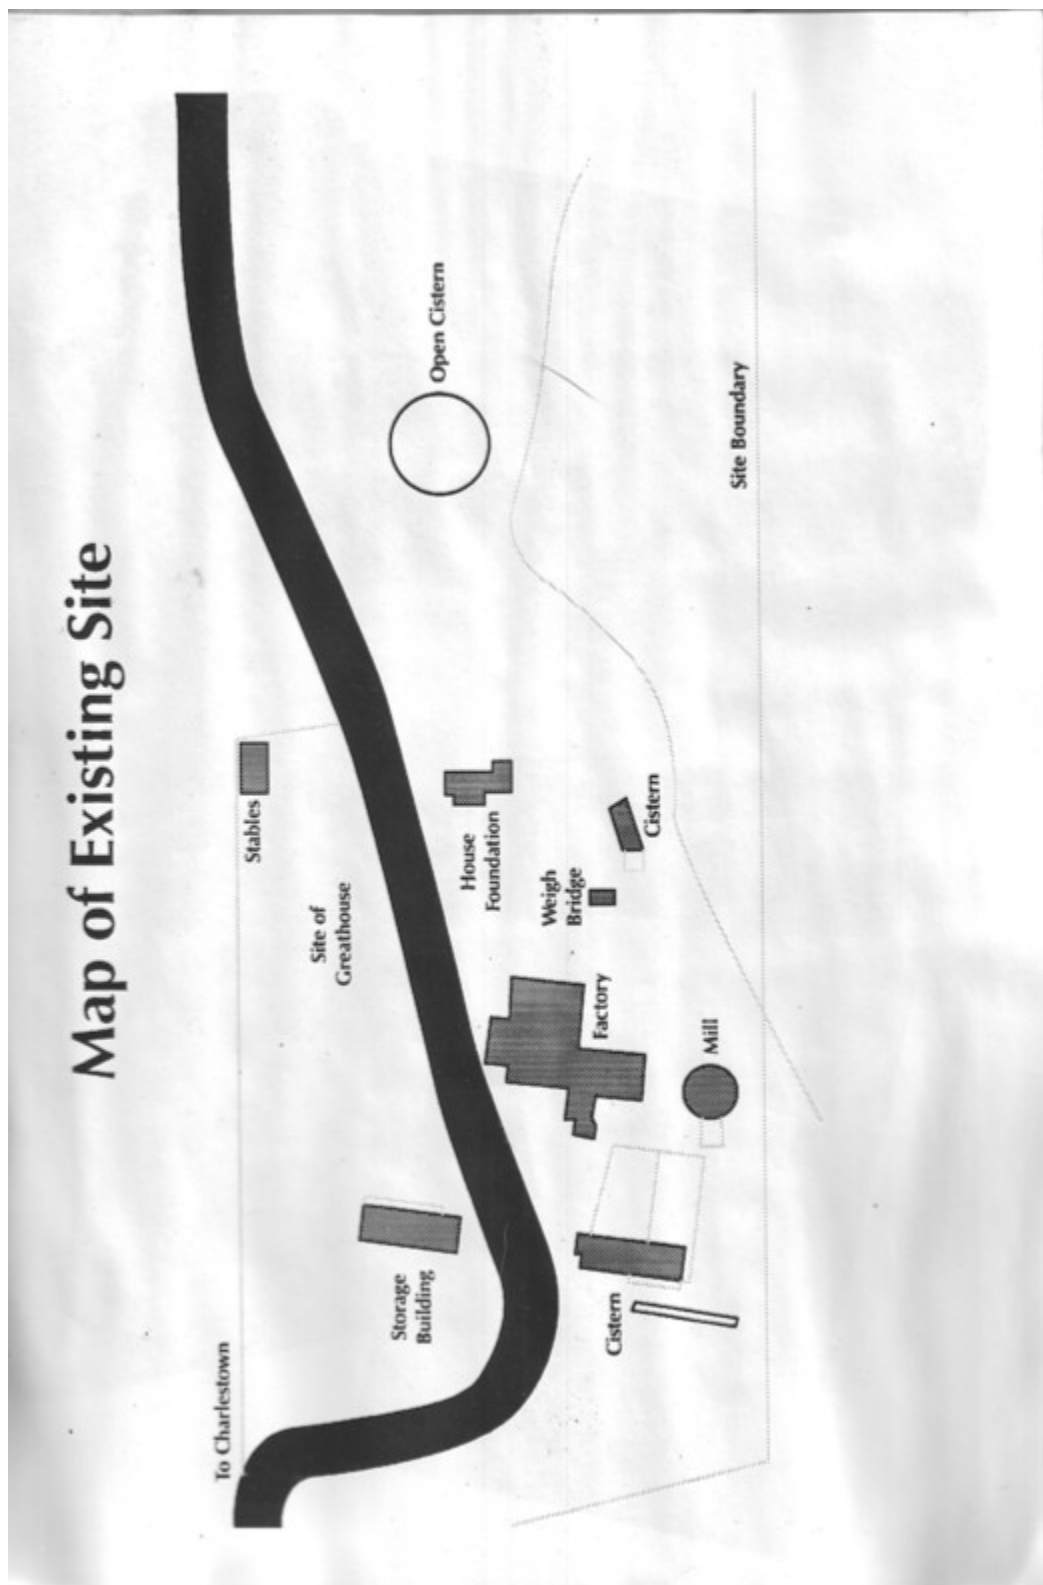 Map of Existing Site
To Charlestown
Stables
Site of
Greathouse
Storage
Building
Open Cistern
House
Foundation
Weigh
Bridge
Factory
Cistern
Cistern
Mill
Site Boundary